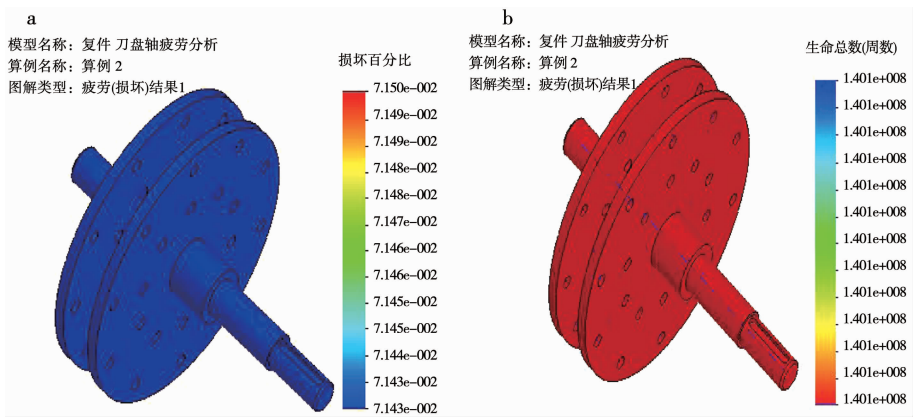 a
模型名称：复件 刀盘轴疲劳分析
算例名称：算例 2
图解类型：疲劳(损坏)结果1
损坏百分比
7.150e-002
7.149e-002
7.149e-002
7.148e-002
7.148e-002
7.147e-002
7.146e-002
7.146e-002
7.145e-002
7.145e-002
7.144e-002
7.143e-002
7.143e-002
b
模型名称：复件 刀盘轴疲劳分析
算例名称：算例 2
图解类型：疲劳(损坏)结果1
生命总数(周数)
1.401e+008
1.401e+008
1.401e+008
1.401e+008
1.401e+008
1.401e+008
1.401e+008
1.401e+008
1.401e+008
1.401e+008
1.401e+008
1.401e+008
1.401e+008